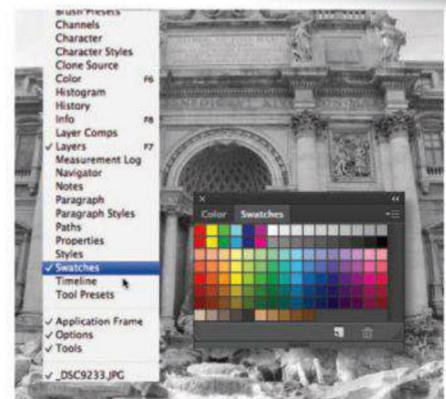 Brush Presets
Channels
Character
Character Styles
Clone Source
Color F6
Histogram
History
Info F8
Layer Comps
✓ Layers F7
Measurement Log
Navigator
Notes
Paragraph
Paragraph Styles
Paths
Properties
Styles
✓ Swatches
Timeline
Tool Presets
✓ Application Frame
✓ Options
✓ Tools
✓ _DSC9233.JPG
Color Swatches